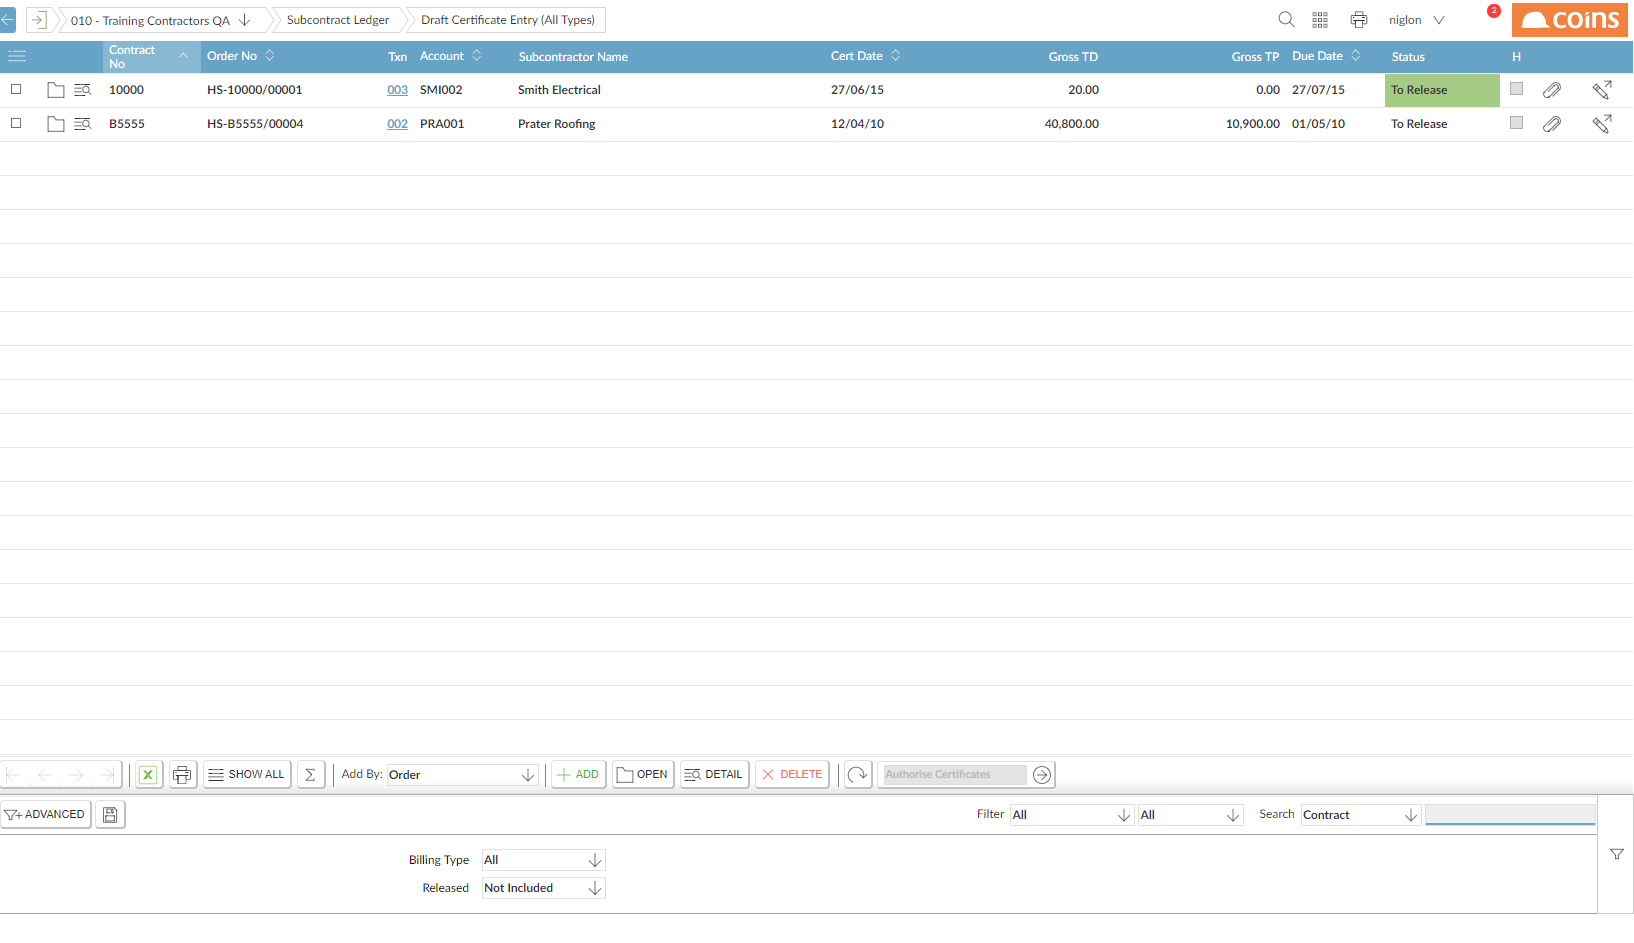 010 - Training Contractors QA Subcontract Ledger Draft Certificate Entry (All Types) niglon 2 COINS
Contract No Order No Txn Account Subcontractor Name Cert Date Gross TD Gross TP Due Date Status H
10000 HS-10000/00001 003 SMI002 Smith Electrical 27/06/15 20.00 0.00 27/07/15 To Release
B5555 HS-B5555/00004 002 PRA001 Prater Roofing 12/04/10 40,800.00 10,900.00 01/05/10 To Release
X SHOW ALL Σ Add By: Order ADD OPEN DETAIL DELETE Authorise Certificates
ADVANCED Filter All All Search Contract
Billing Type All
Released Not Included